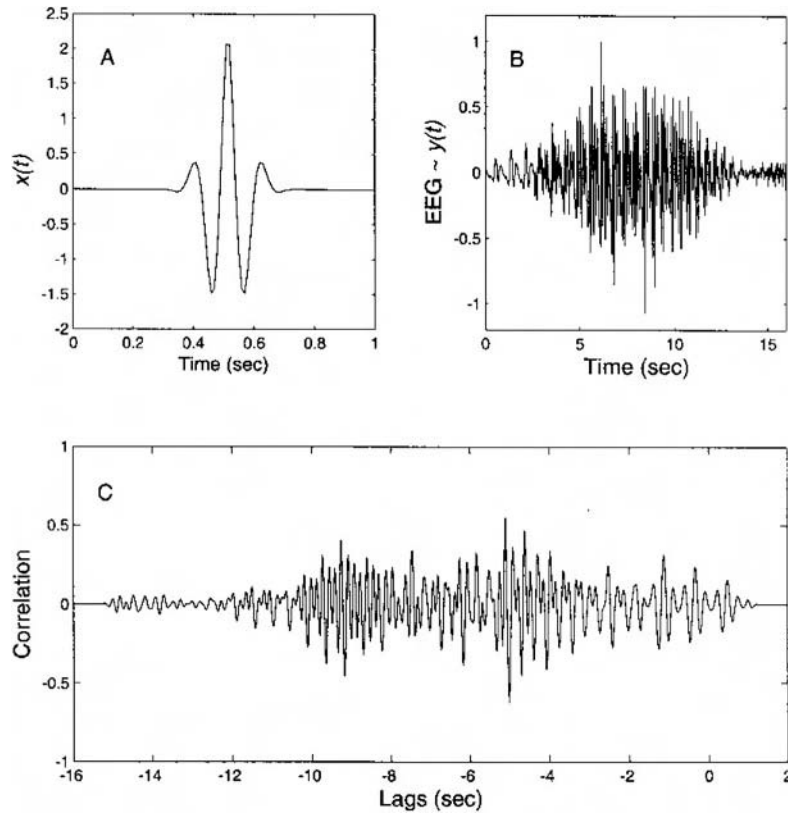 A
x(t)
2.5
2
1.5
1
0.5
0
-0.5
-1
-1.5
-2
0 0.2 0.4 0.6 0.8 1
Time (sec)
B
EEG ~ y(t)
1
0.5
0
-0.5
-1
0 5 10 15
Time (sec)
C
Correlation
1
0.5
0
-0.5
-1
-16 -14 -12 -10 -8 -6 -4 -2 0 2
Lags (sec)